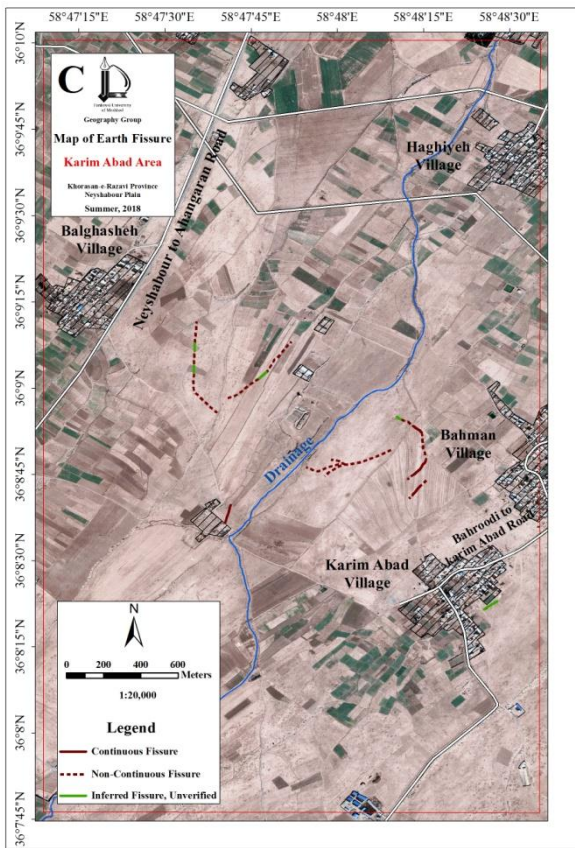 58°47'15"E 58°47'30"E 58°47'45"E 58°48'E 58°48'15"E 58°48'30"E
36°10'N
36°9'45"N
36°9'30"N
36°9'15"N
36°9'N
36°8'45"N
36°8'30"N
36°8'15"N
36°8'N
36°7'45"N
C
Geography Group
Map of Earth Fissure
Karim Abad Area
Khorasan-e-Razavi Province
Neyshabour Plain
Summer, 2018
Haghiyeh
Village
Balghasheh
Village
Neyshabour to Ahangaran Road
Drainage
Bahman
Village
Bahroodi to
karim Abad Road
Karim Abad
Village
N
0 200 400 600
Meters
1:20,000
Legend
Continuous Fissure
Non-Continuous Fissure
Inferred Fissure, Unverified